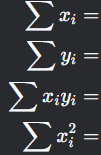 ∑ xᵢ =
∑ yᵢ =
∑ xᵢyᵢ =
∑ xᵢ² =